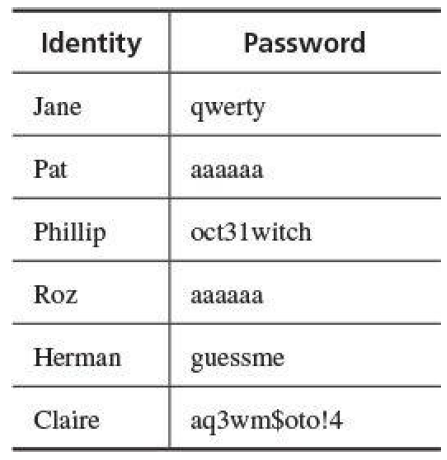 Identity Password
Jane qwerty
Pat aaaaaa
Phillip oct31witch
Roz aaaaaa
Herman guessme
Claire aq3wm$oto!4